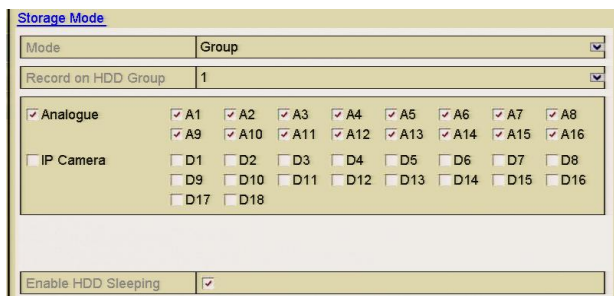 Storage Mode
Mode Group
Record on HDD Group 1
Analogue A1 A2 A3 A4 A5 A6 A7 A8
A9 A10 A11 A12 A13 A14 A15 A16
IP Camera D1 D2 D3 D4 D5 D6 D7 D8
D9 D10 D11 D12 D13 D14 D15 D16
D17 D18
Enable HDD Sleeping